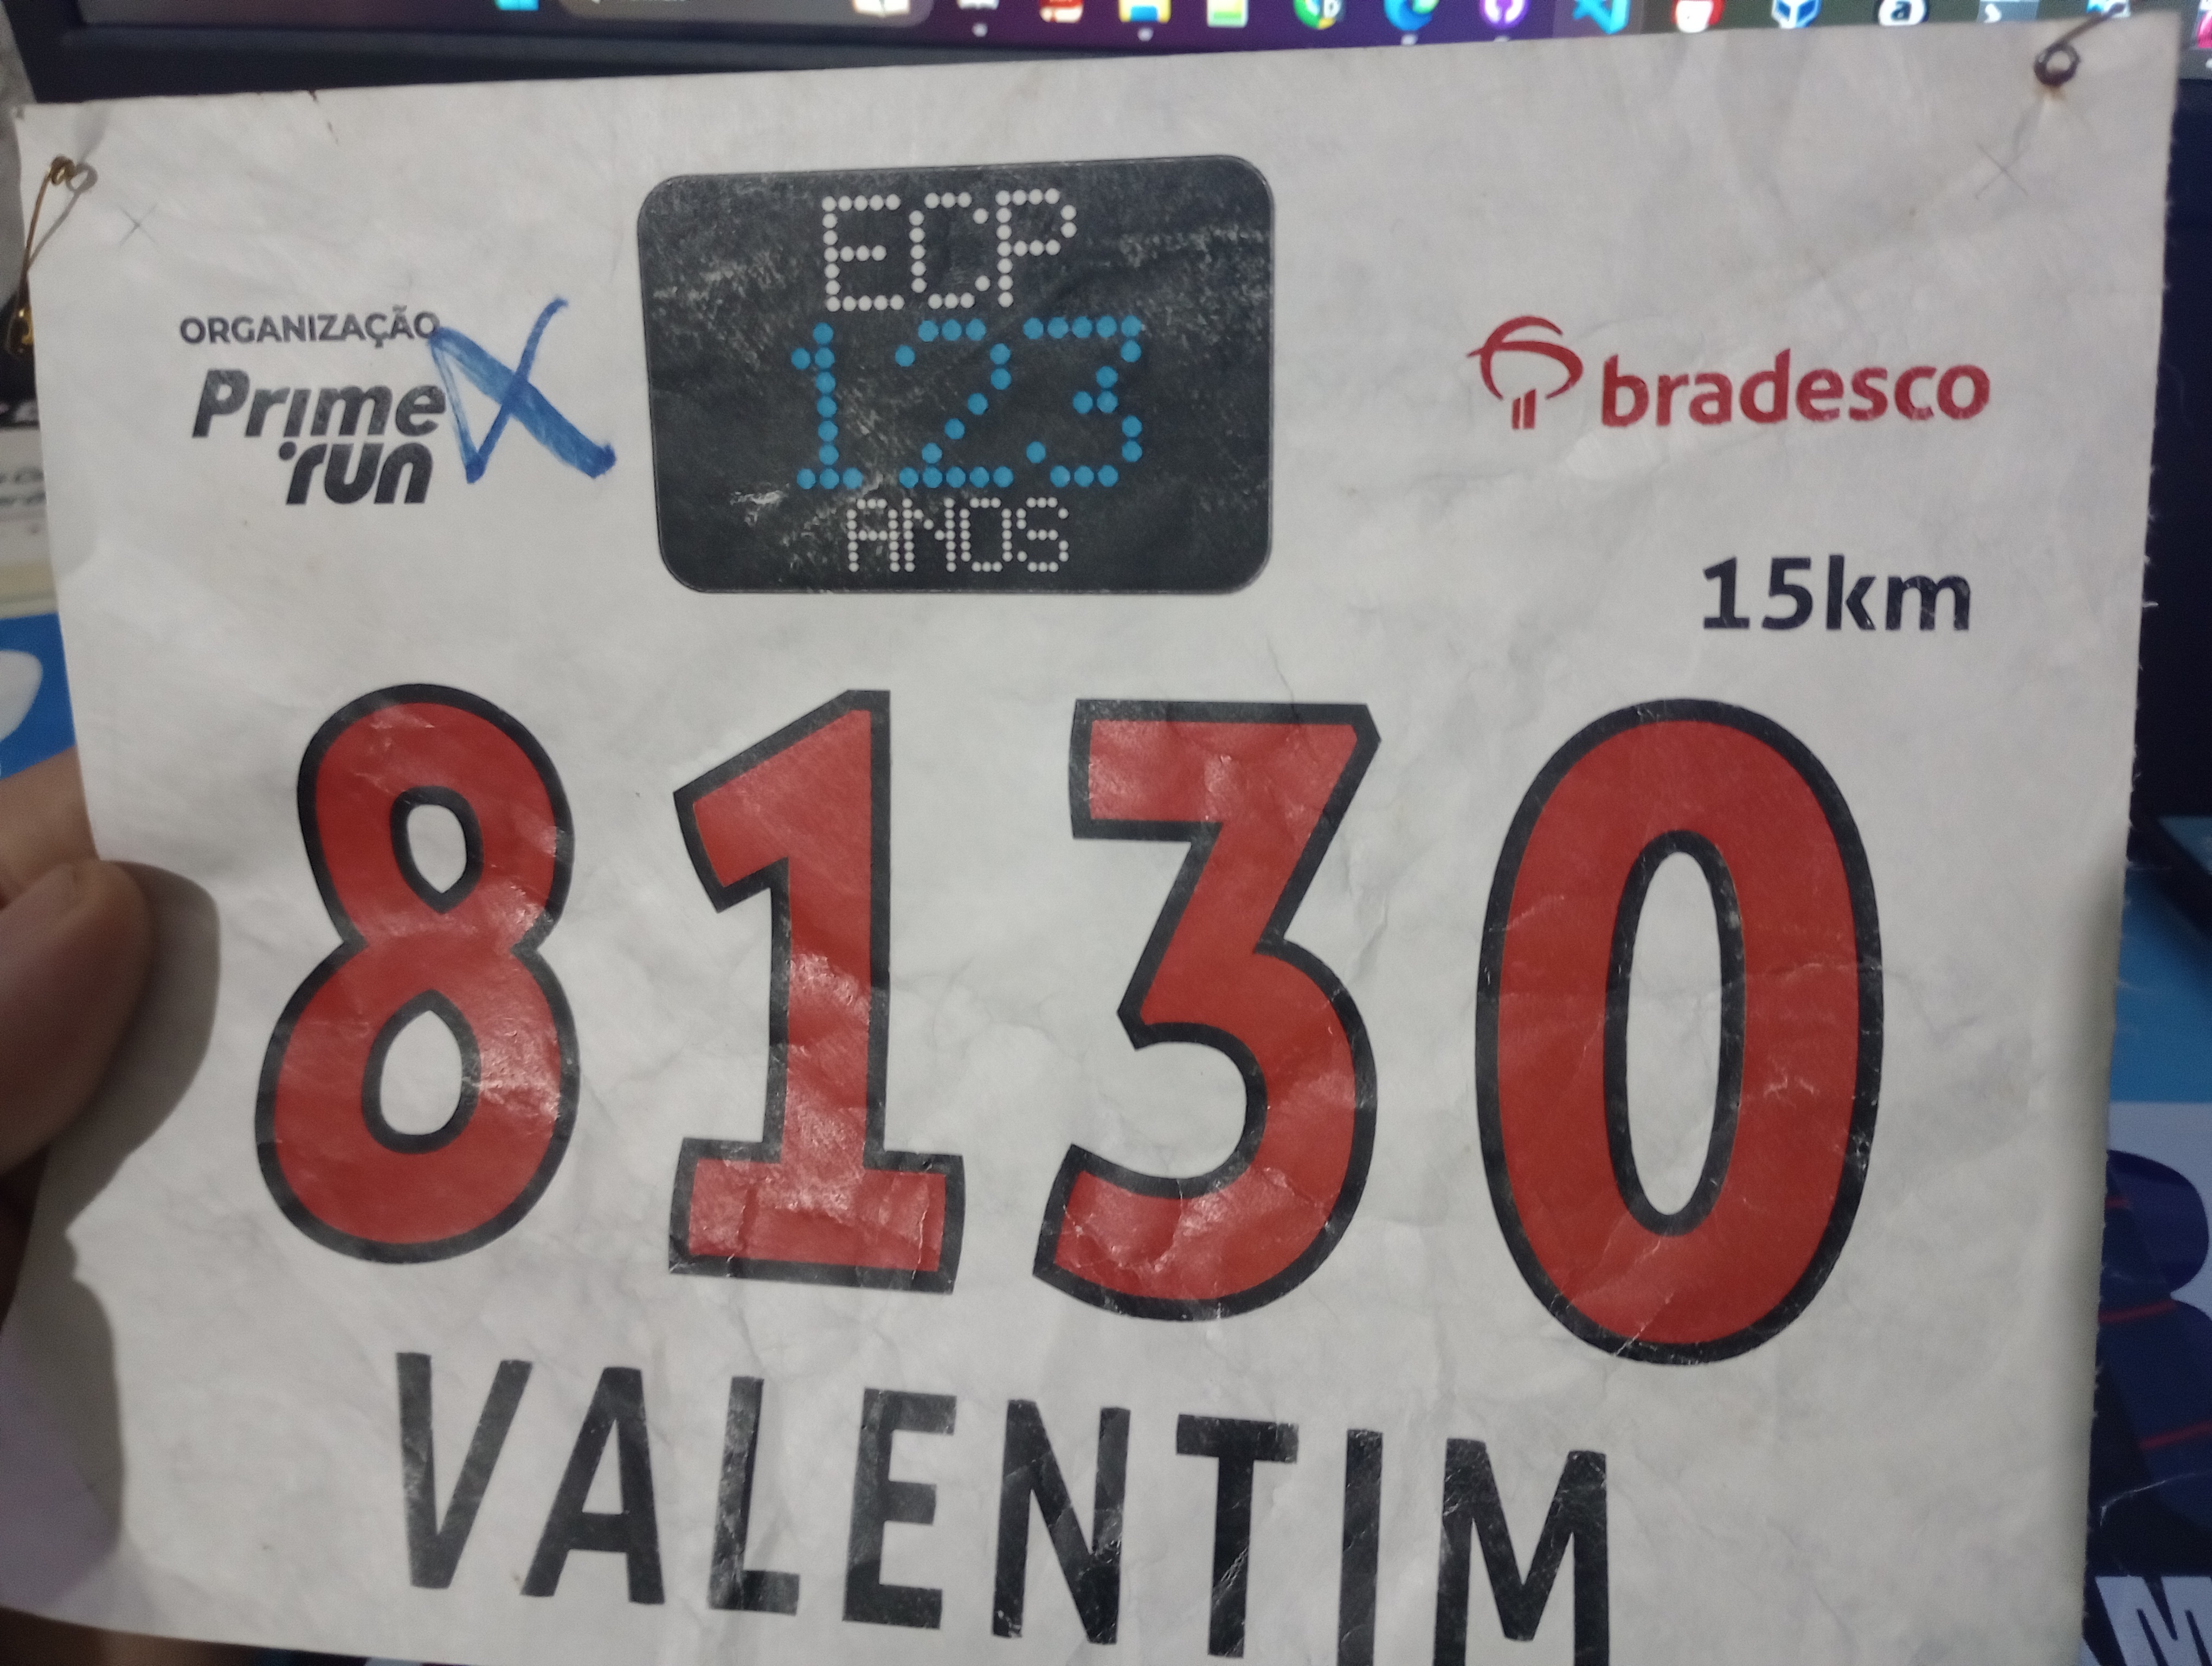 ECP
123
ANOS
ORGANIZAÇÃO
Prime
run
bradesco
15km
8130
VALENTIM